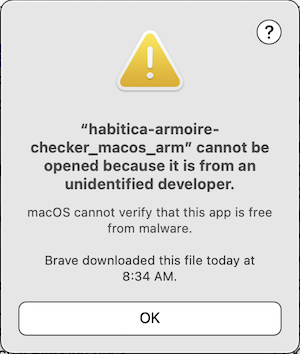 ?
“habitica-armoire-
checker_macos_arm” cannot be
opened because it is from an
unidentified developer.
macOS cannot verify that this app is free
from malware.
Brave downloaded this file today at
8:34 AM.
OK